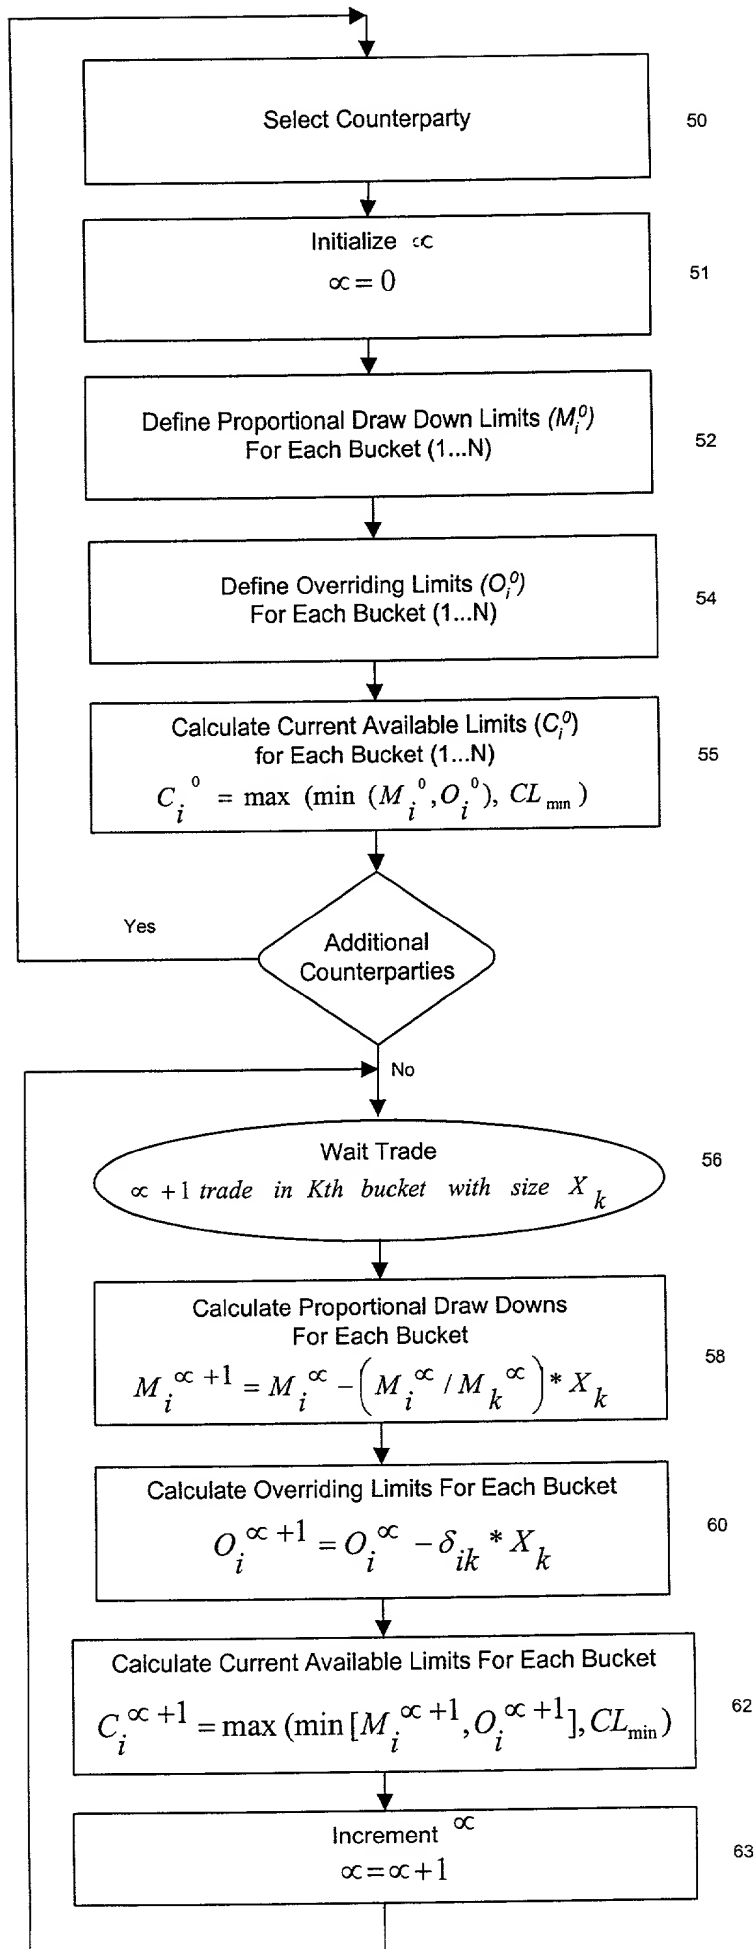 Select Counterparty
50
Initialize ∝
∝ = 0
51
Define Proportional Draw Down Limits (M_i^0)
For Each Bucket (1...N)
52
Define Overriding Limits (O_i^0)
For Each Bucket (1...N)
54
Calculate Current Available Limits (C_i^0)
for Each Bucket (1...N)
C_i^0 = max (min (M_i^0, O_i^0), CL_min)
55
Yes
Additional
Counterparties
No
Wait Trade
∝ +1 trade in Kth bucket with size X_k
56
Calculate Proportional Draw Downs
For Each Bucket
M_i^{∝+1} = M_i^∝ − (M_i^∝ / M_k^∝) * X_k
58
Calculate Overriding Limits For Each Bucket
O_i^{∝+1} = O_i^∝ − δ_ik * X_k
60
Calculate Current Available Limits For Each Bucket
C_i^{∝+1} = max (min [M_i^{∝+1}, O_i^{∝+1}], CL_min)
62
Increment ∝
∝=∝+1
63